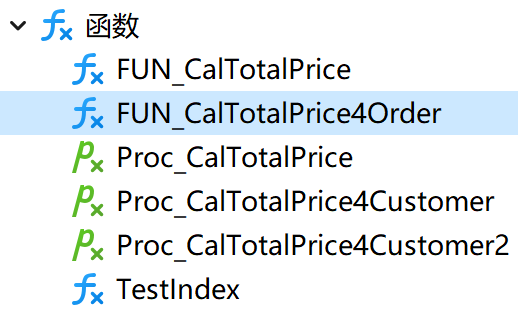 函数
FUN_CalTotalPrice
FUN_CalTotalPrice4Order
Proc_CalTotalPrice
Proc_CalTotalPrice4Customer
Proc_CalTotalPrice4Customer2
TestIndex